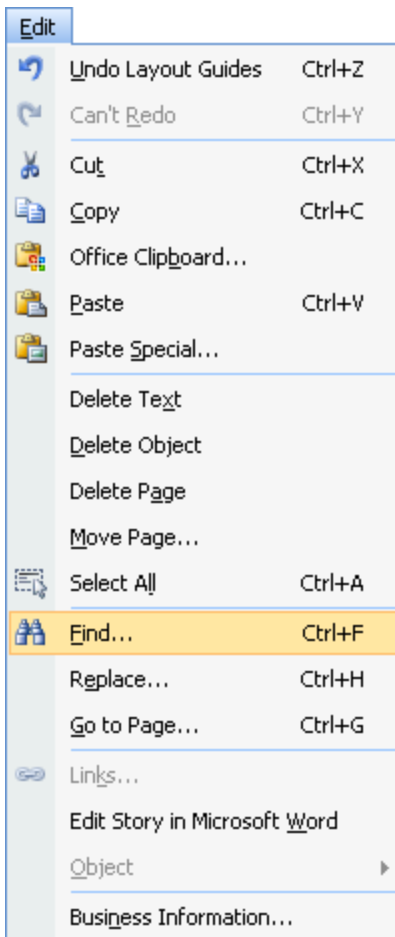 Edit
Undo Layout Guides Ctrl+Z
Can't Redo Ctrl+Y
Cut Ctrl+X
Copy Ctrl+C
Office Clipboard...
Paste Ctrl+V
Paste Special...
Delete Text
Delete Object
Delete Page
Move Page...
Select All Ctrl+A
Find... Ctrl+F
Replace... Ctrl+H
Go to Page... Ctrl+G
Links...
Edit Story in Microsoft Word
Object
Business Information...